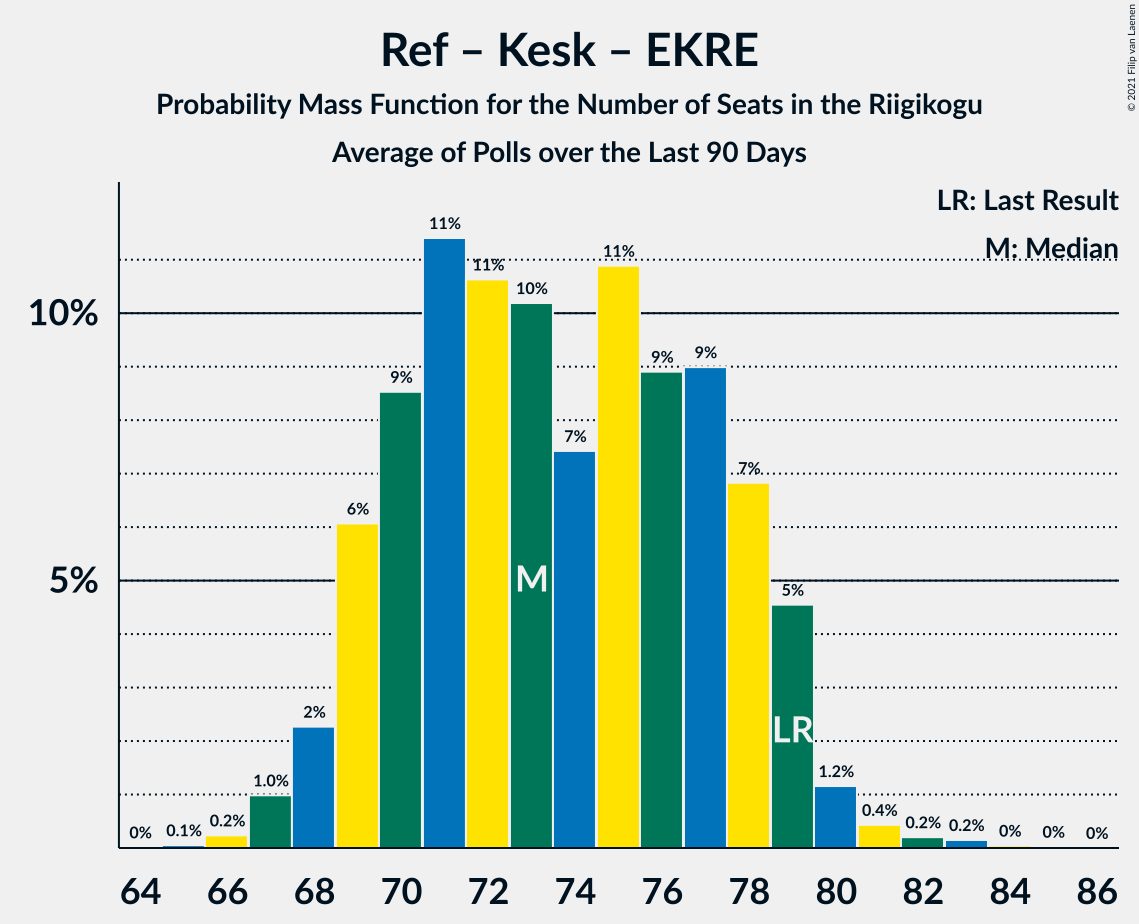 Ref – Kesk – EKRE
Probability Mass Function for the Number of Seats in the Riigikogu
Average of Polls over the Last 90 Days
© 2021 Filip van Laenen
LR: Last Result
M: Median
10%
5%
0%
0.1%
0.2%
1.0%
2%
6%
9%
11%
11%
10%
7%
11%
9%
9%
7%
5%
1.2%
0.4%
0.2%
0.2%
0%
0%
0%
M
LR
64 66 68 70 72 74 76 78 80 82 84 86